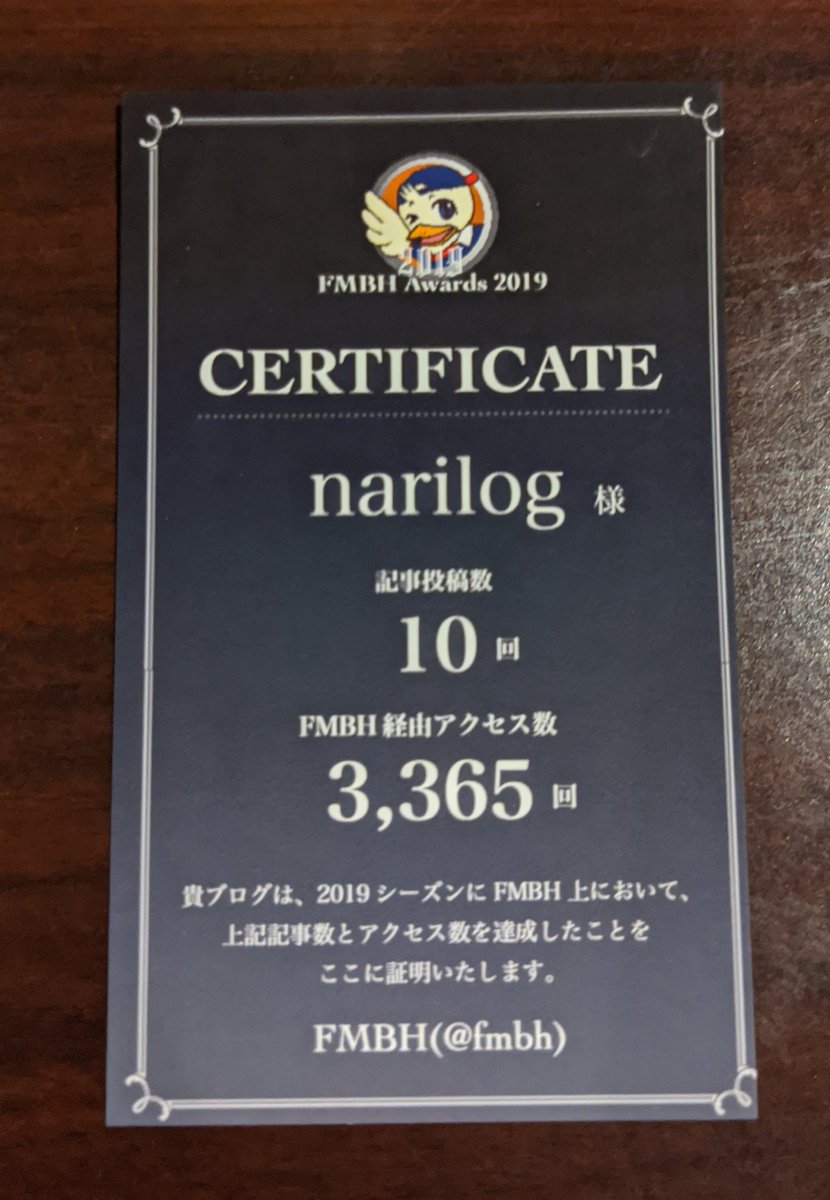 2019
FMBH Awards 2019
CERTIFICATE
narilog 様
記事投稿数
10 回
FMBH 経由アクセス数
3,365 回
貴ブログは、2019 シーズンに FMBH 上において、
上記記事数とアクセス数を達成したことを
ここに証明いたします。
FMBH(@fmbh)